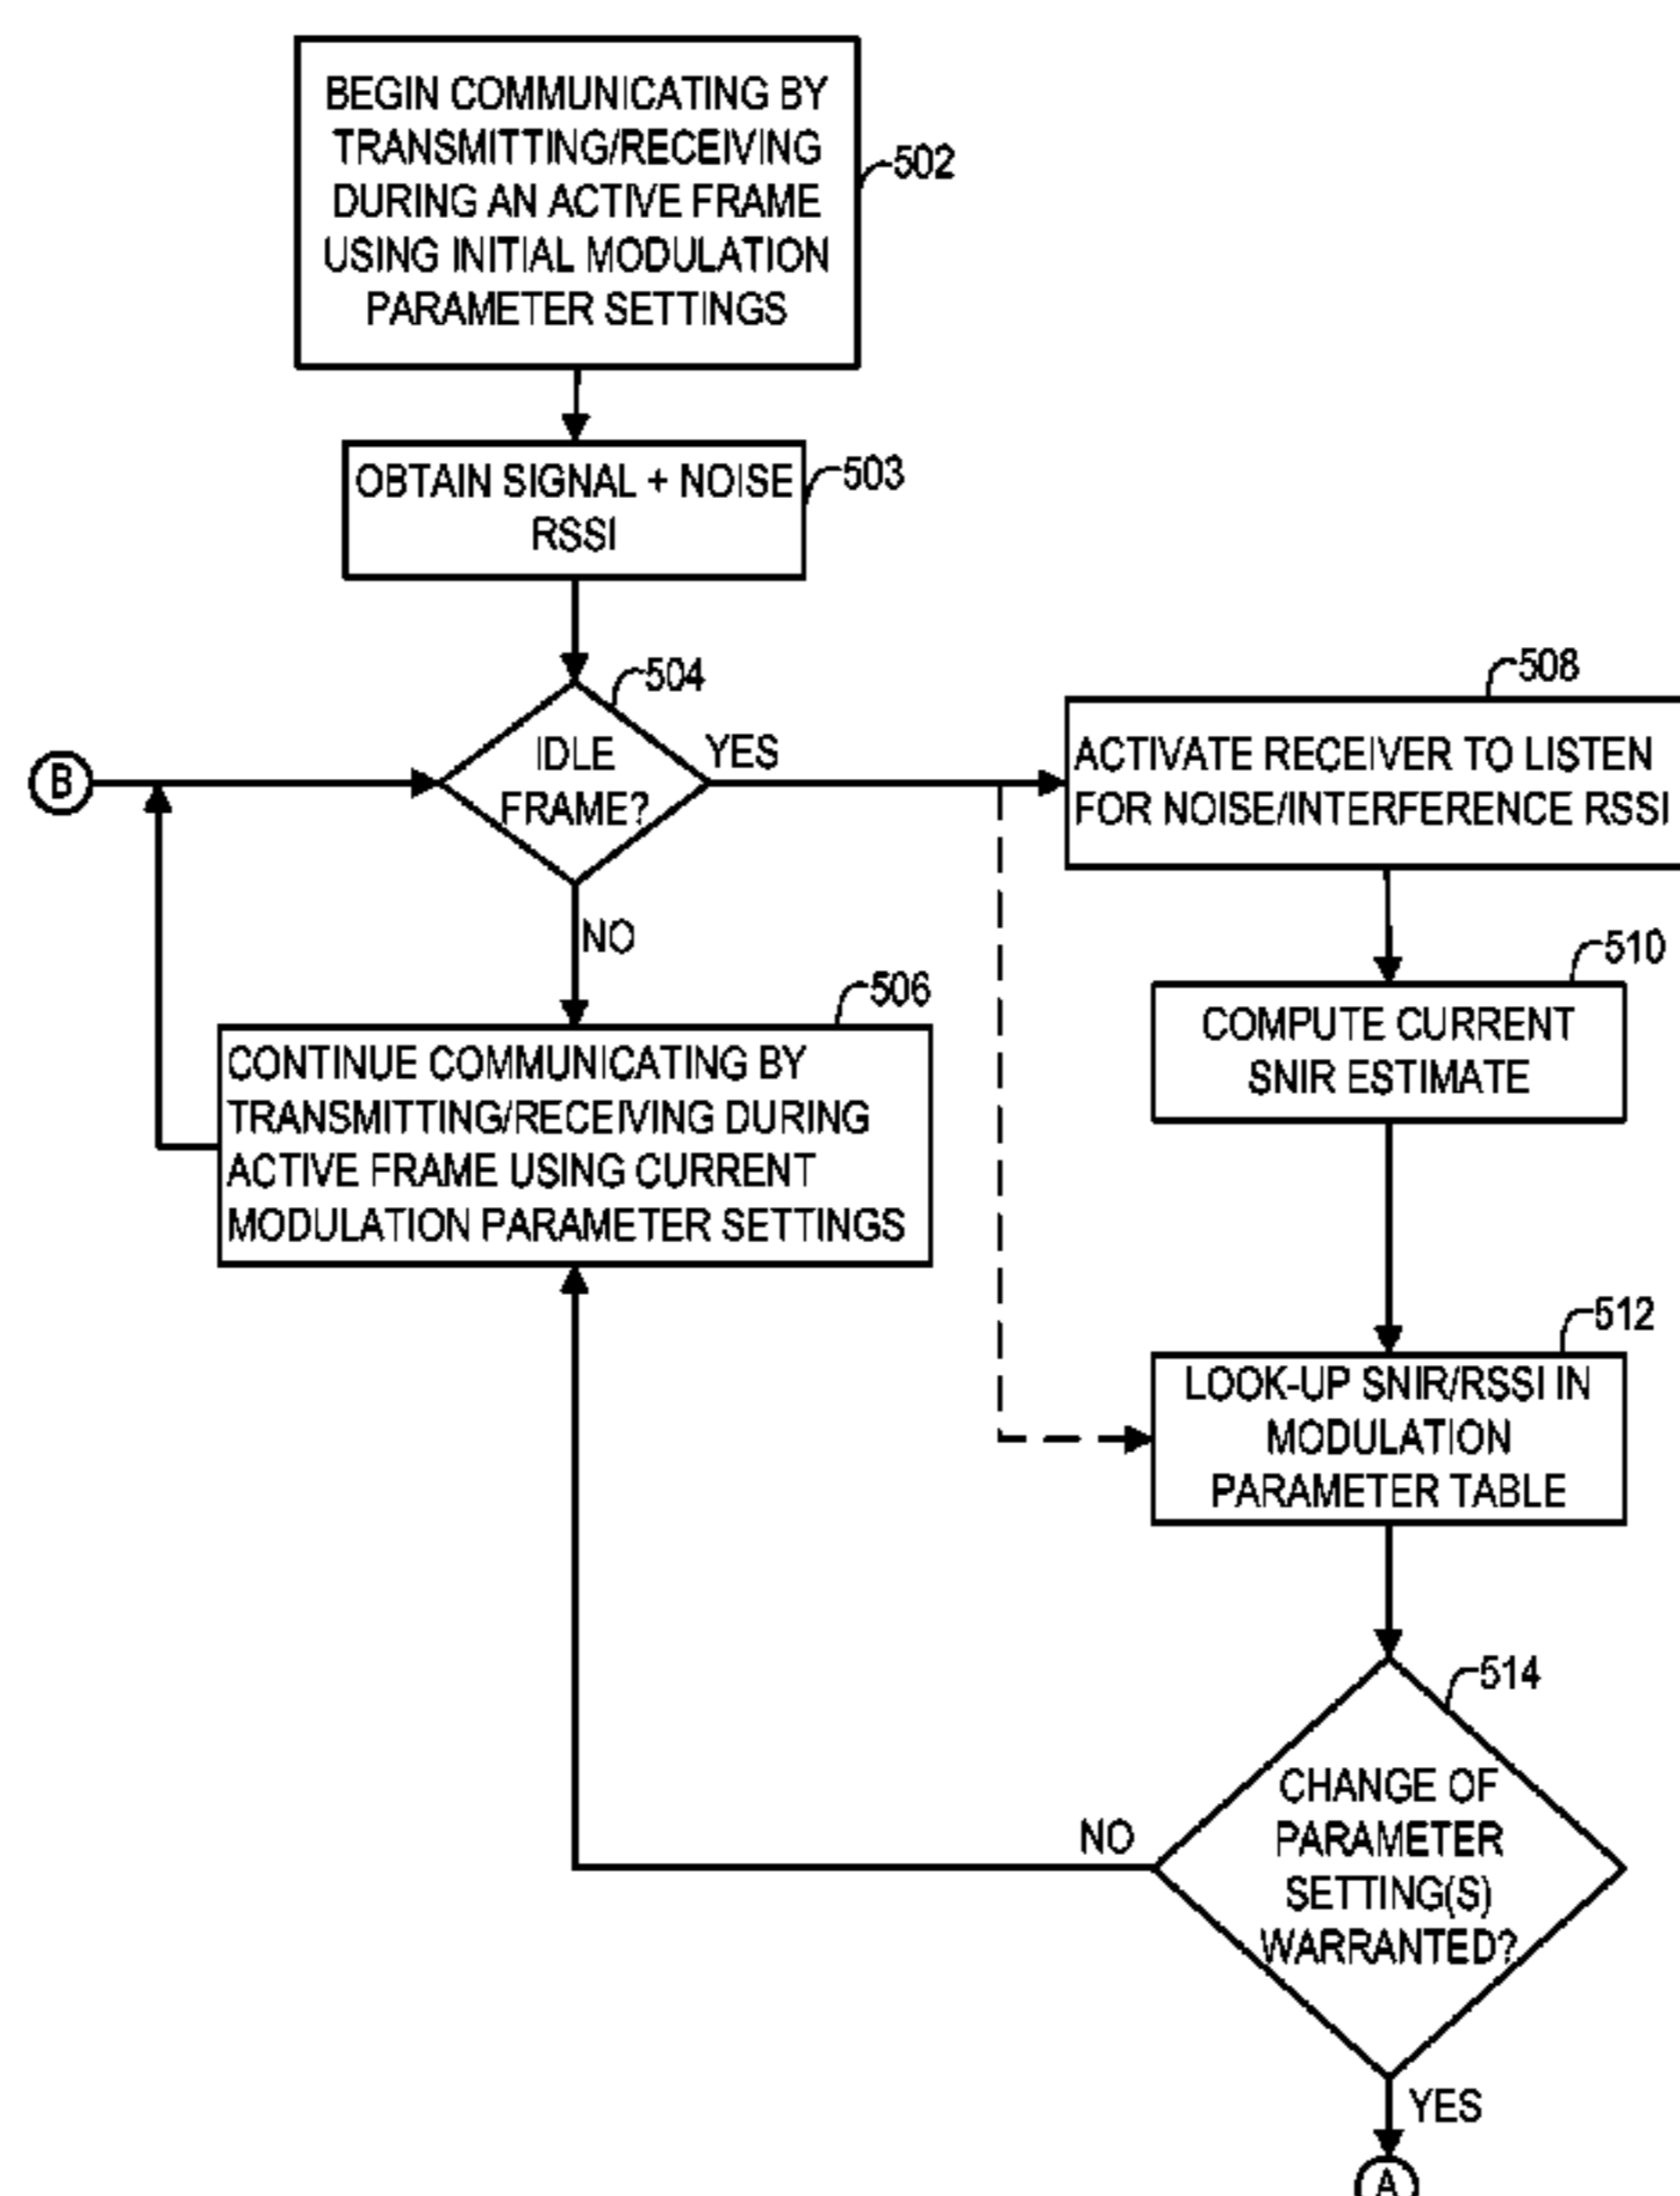 BEGIN COMMUNICATING BY
TRANSMITTING/RECEIVING
DURING AN ACTIVE FRAME
USING INITIAL MODULATION
PARAMETER SETTINGS
502
OBTAIN SIGNAL + NOISE
RSSI
503
504
IDLE
FRAME?
YES
B
NO
508
ACTIVATE RECEIVER TO LISTEN
FOR NOISE/INTERFERENCE RSSI
510
COMPUTE CURRENT
SNIR ESTIMATE
506
CONTINUE COMMUNICATING BY
TRANSMITTING/RECEIVING DURING
ACTIVE FRAME USING CURRENT
MODULATION PARAMETER SETTINGS
512
LOOK-UP SNIR/RSSI IN
MODULATION
PARAMETER TABLE
514
CHANGE OF
PARAMETER
SETTING(S)
WARRANTED?
NO
YES
A